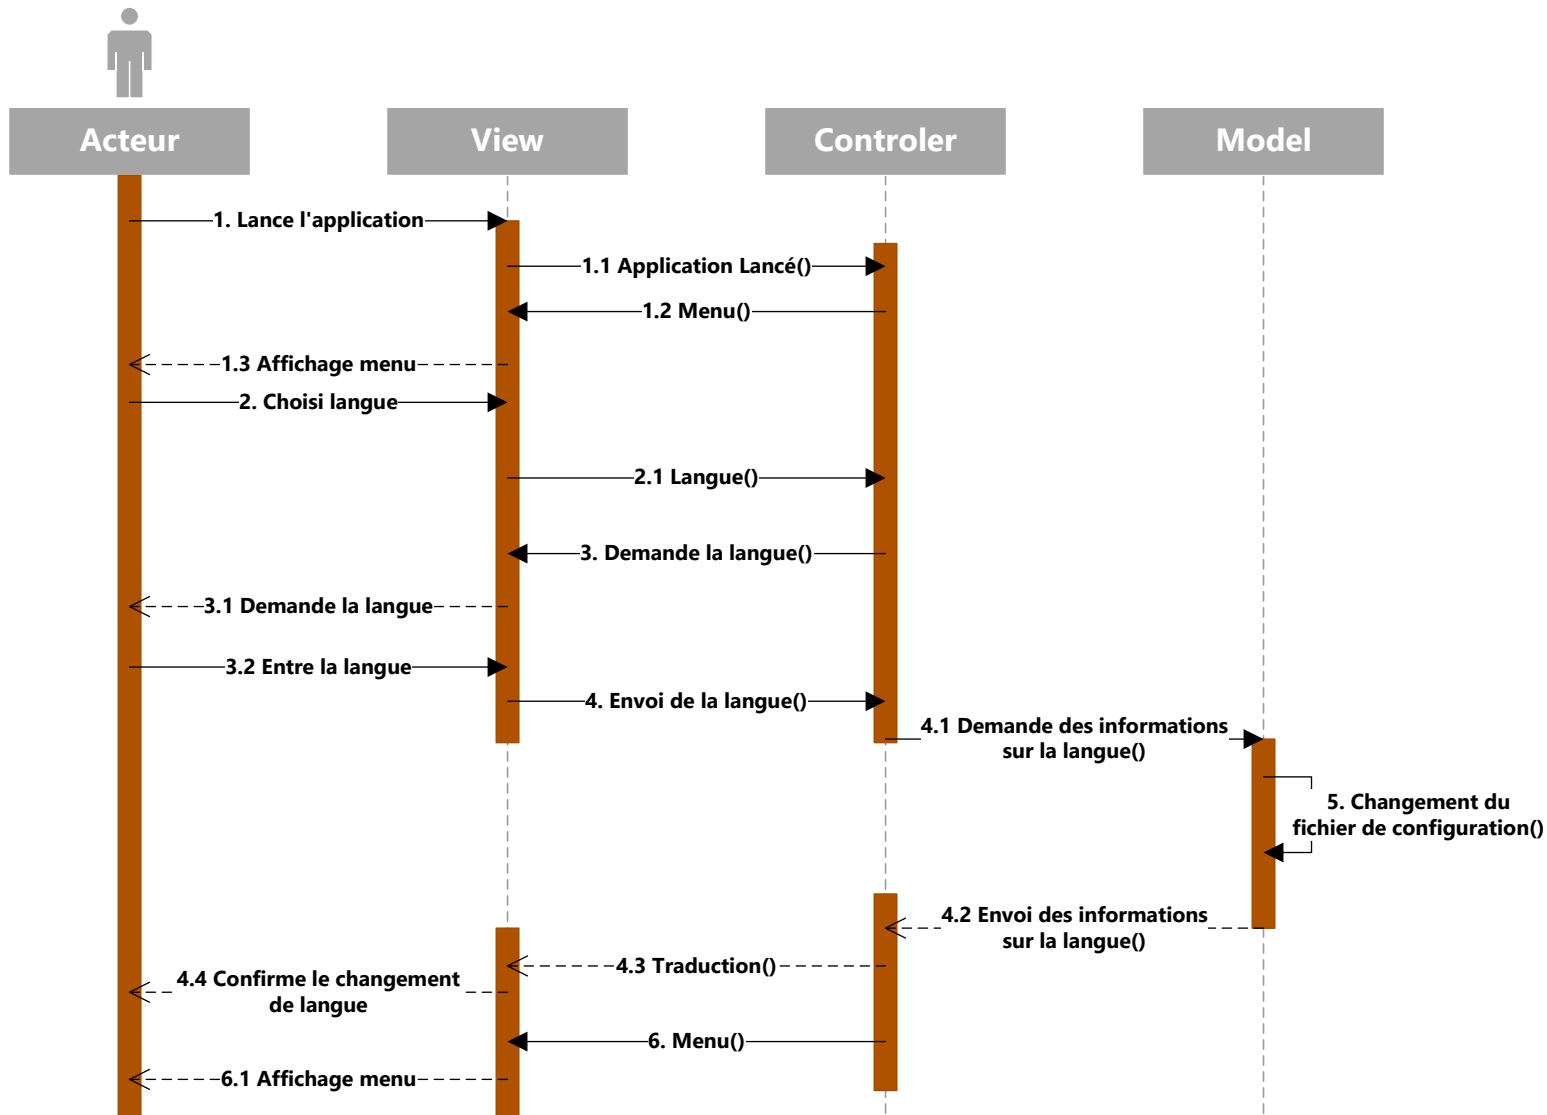 Acteur
View
Controler
Model
1. Lance l'application
1.1 Application Lancé()
1.2 Menu()
1.3 Affichage menu
2. Choisi langue
2.1 Langue()
3. Demande la langue()
3.1 Demande la langue
3.2 Entre la langue
4. Envoi de la langue()
4.1 Demande des informations
sur la langue()
5. Changement du
fichier de configuration()
4.2 Envoi des informations
sur la langue()
4.3 Traduction()
4.4 Confirme le changement
de langue
6. Menu()
6.1 Affichage menu